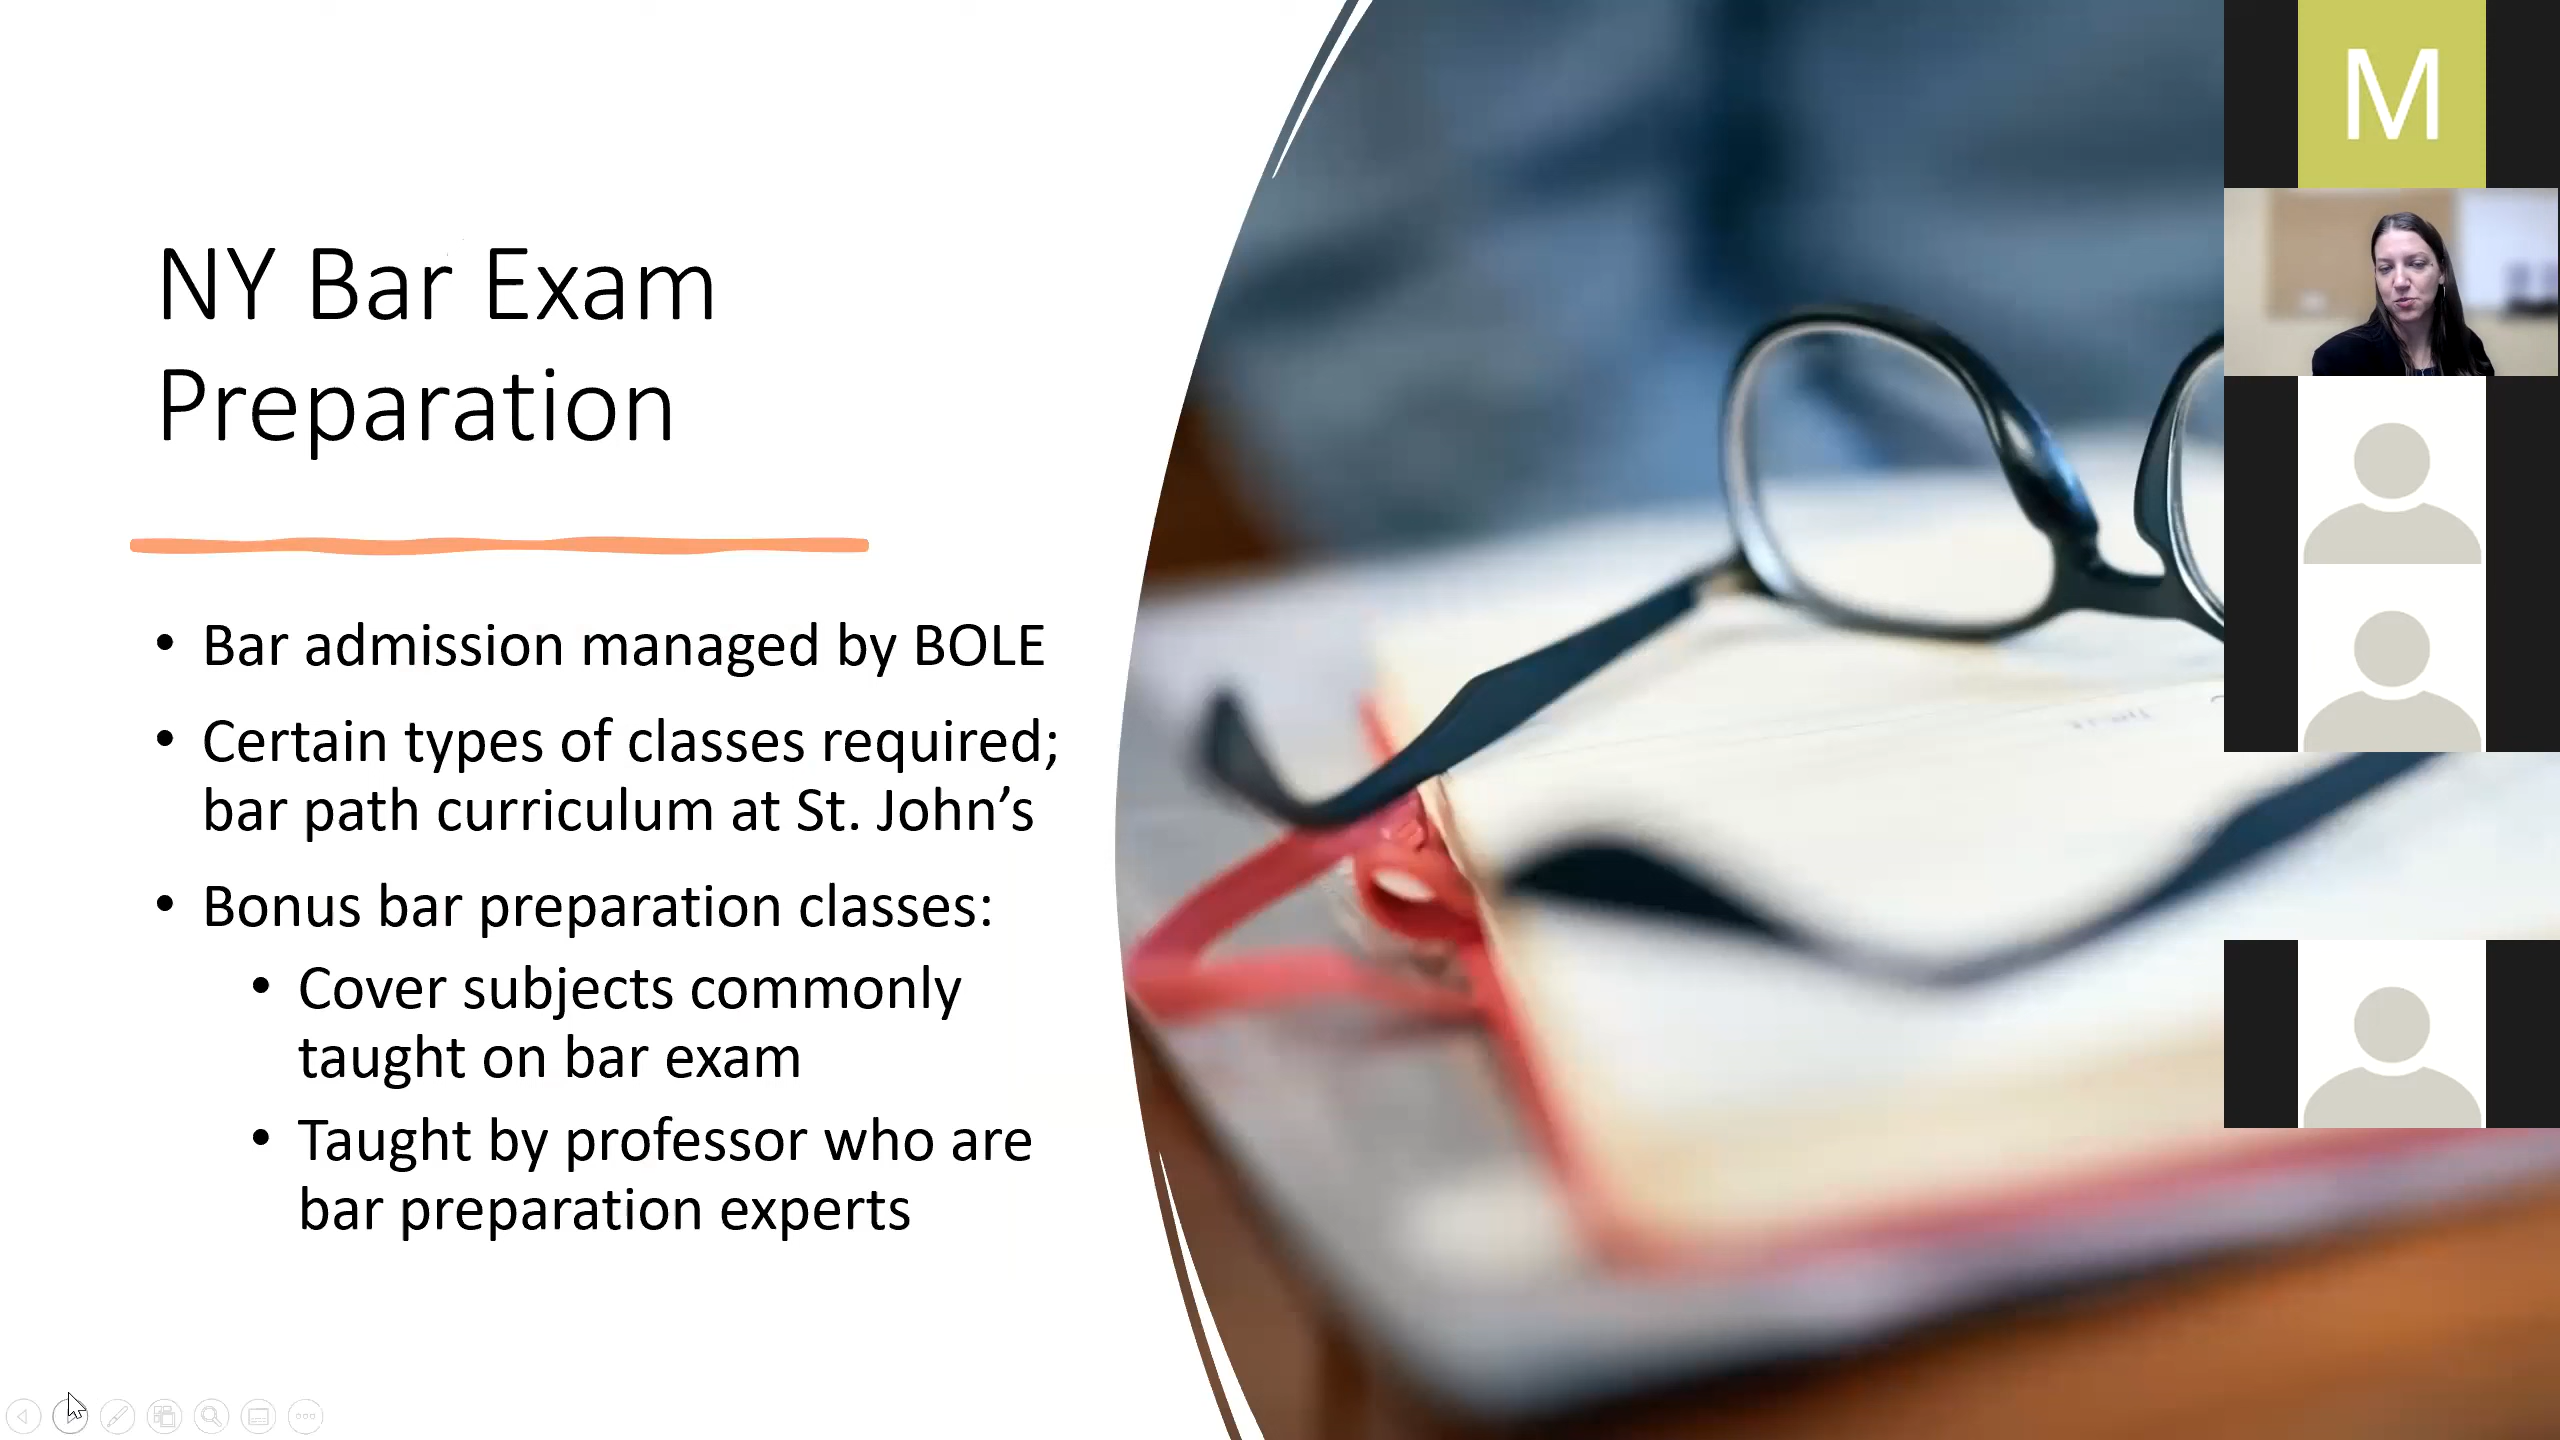 NY Bar Exam
Preparation
• Bar admission managed by BOLE
• Certain types of classes required;
bar path curriculum at St. John’s
• Bonus bar preparation classes:
• Cover subjects commonly
taught on bar exam
• Taught by professor who are
bar preparation experts
M